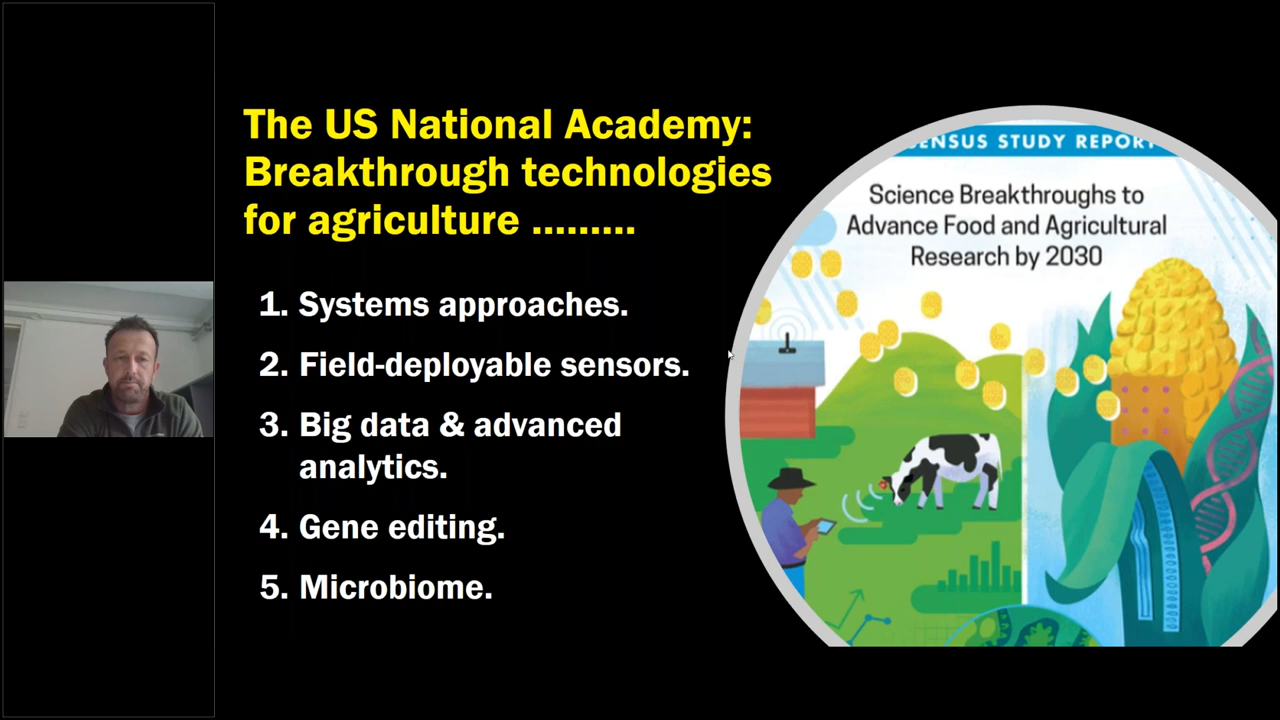 The US National Academy:
Breakthrough technologies
for agriculture .........
1. Systems approaches.
2. Field-deployable sensors.
3. Big data & advanced
analytics.
4. Gene editing.
5. Microbiome.
ENSUS STUDY REPORT
Science Breakthroughs to
Advance Food and Agricultural
Research by 2030